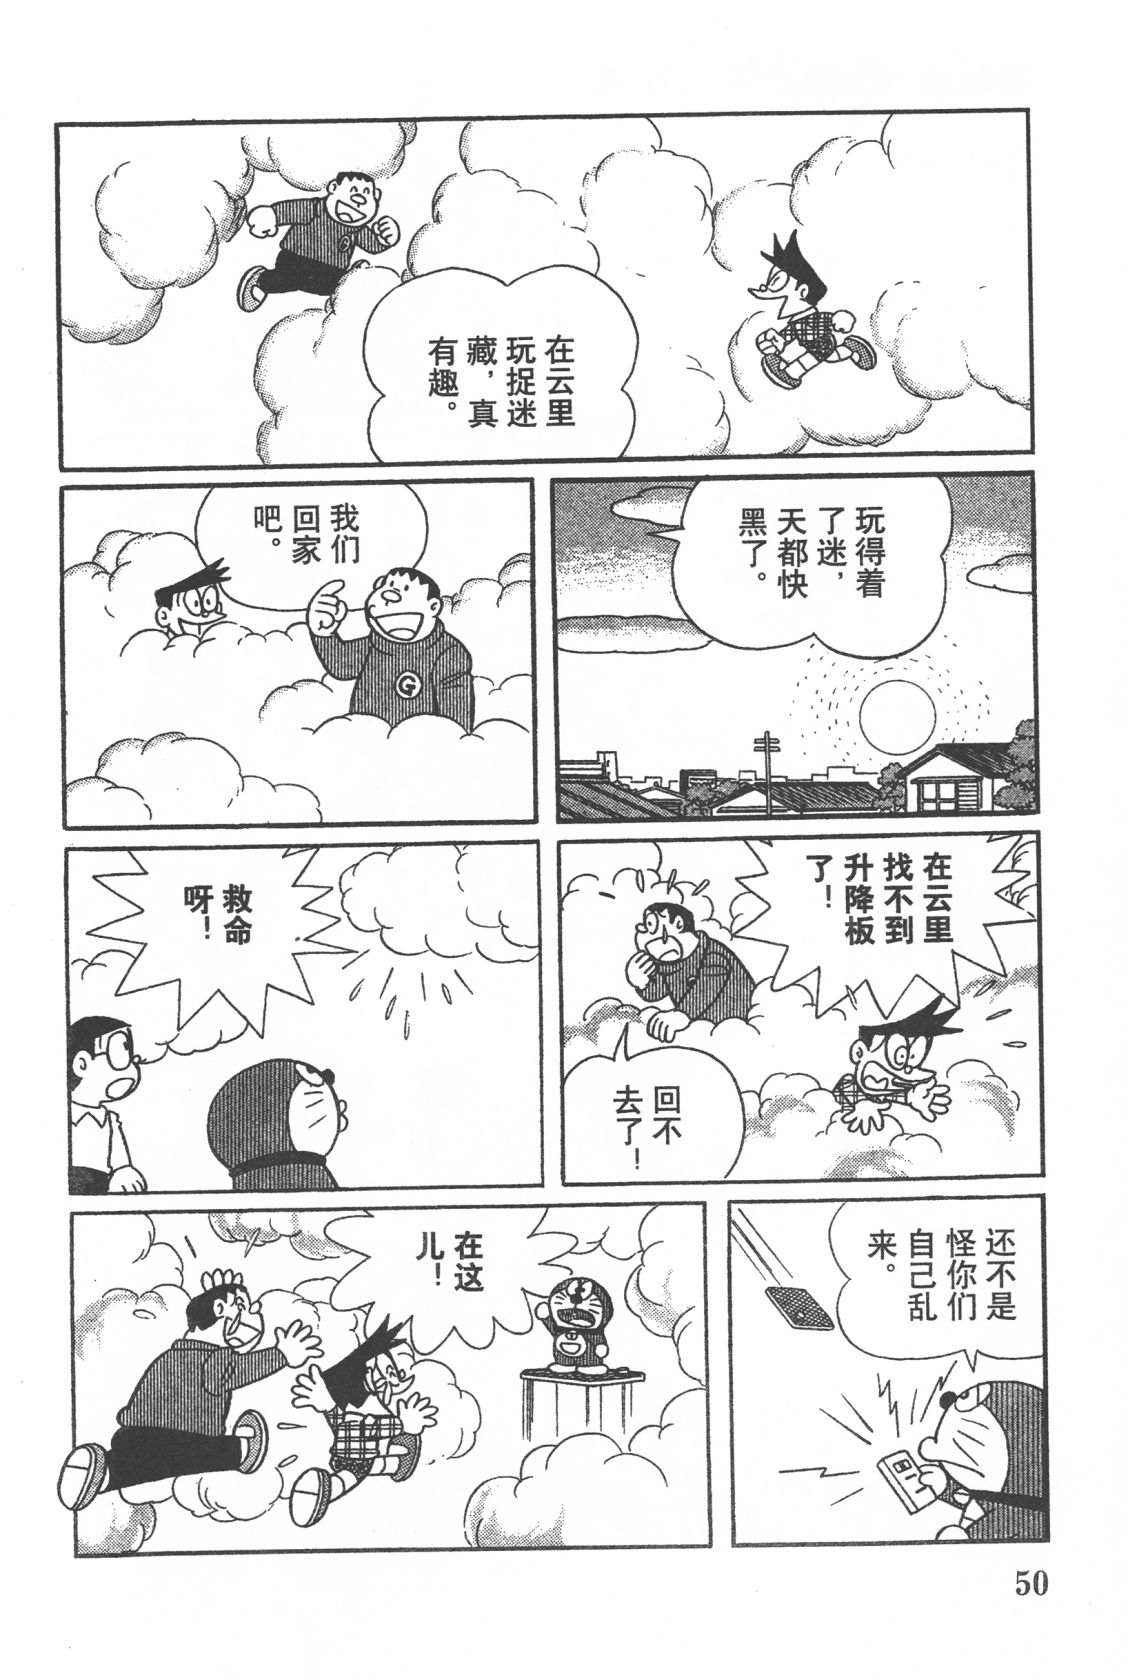 在云里
玩捉迷
藏，真
有趣。
玩得着
了迷，
天都快
黑了。
我们
回家
吧。
G
在云里
找不到
升降板
了！
回不
去了！
救命
呀！
还不是
怪你们
自己乱
来。
在这
儿！
50